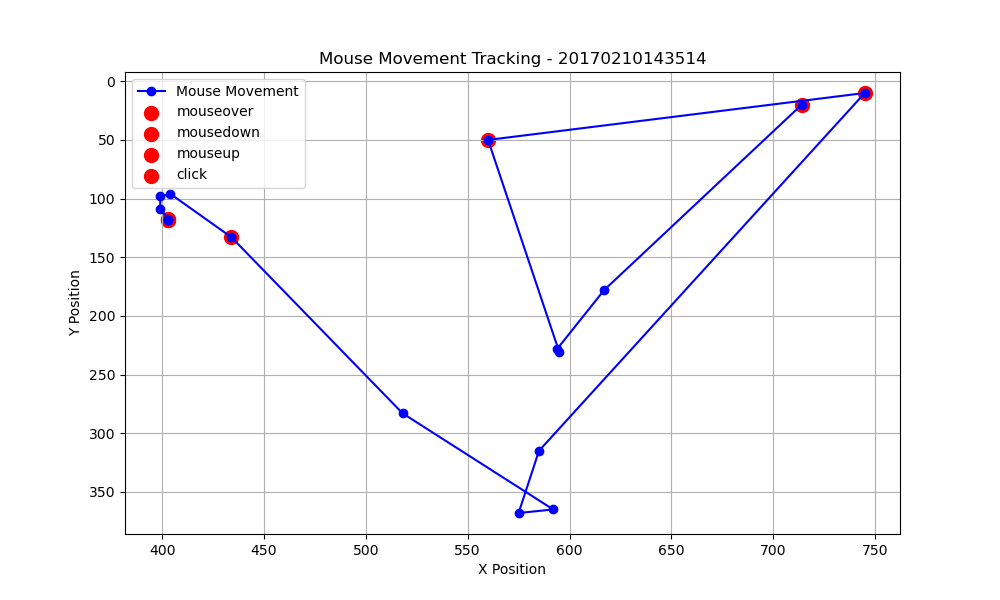 Mouse Movement Tracking - 20170210143514
Mouse Movement
mouseover
mousedown
mouseup
click
0
50
100
150
200
250
300
350
Y Position
400 450 500 550 600 650 700 750
X Position